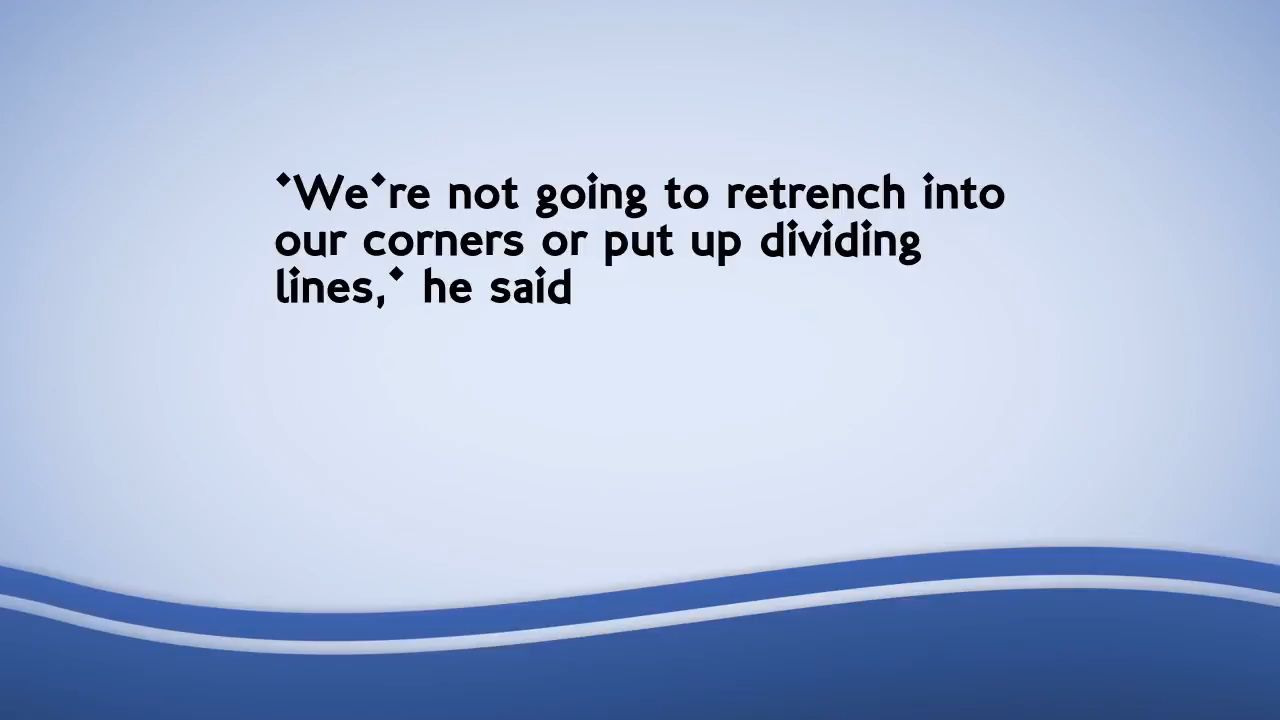 "We're not going to retrench into
our corners or put up dividing
lines," he said